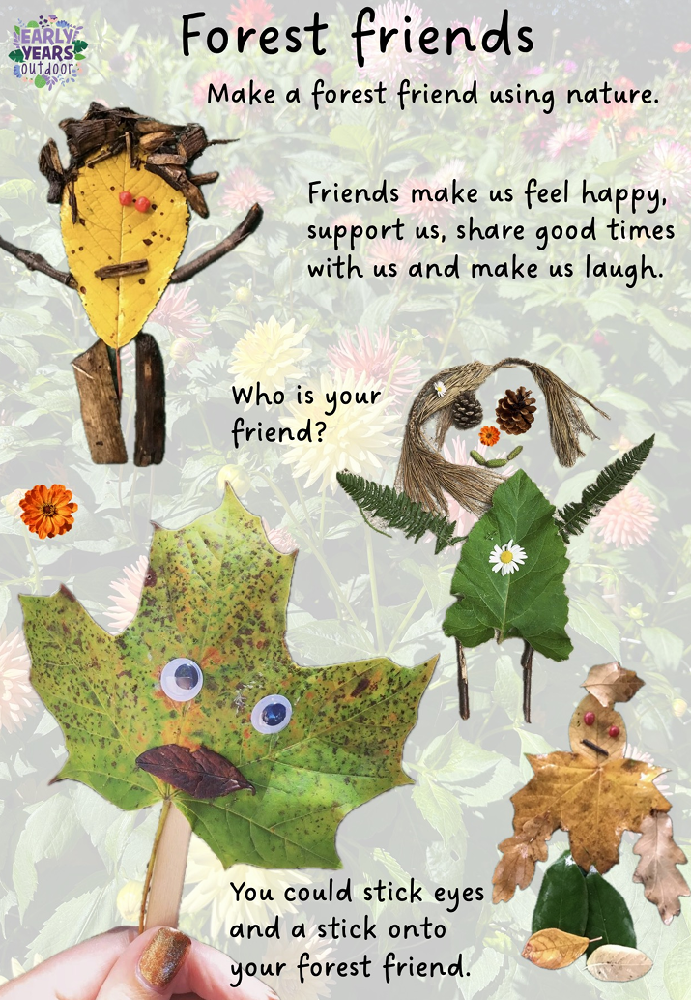 EARLY
YEARS
outdoor
Forest friends
Make a forest friend using nature.
Friends make us feel happy,
support us, share good times
with us and make us laugh.
Who is your
friend?
You could stick eyes
and a stick onto
your forest friend.